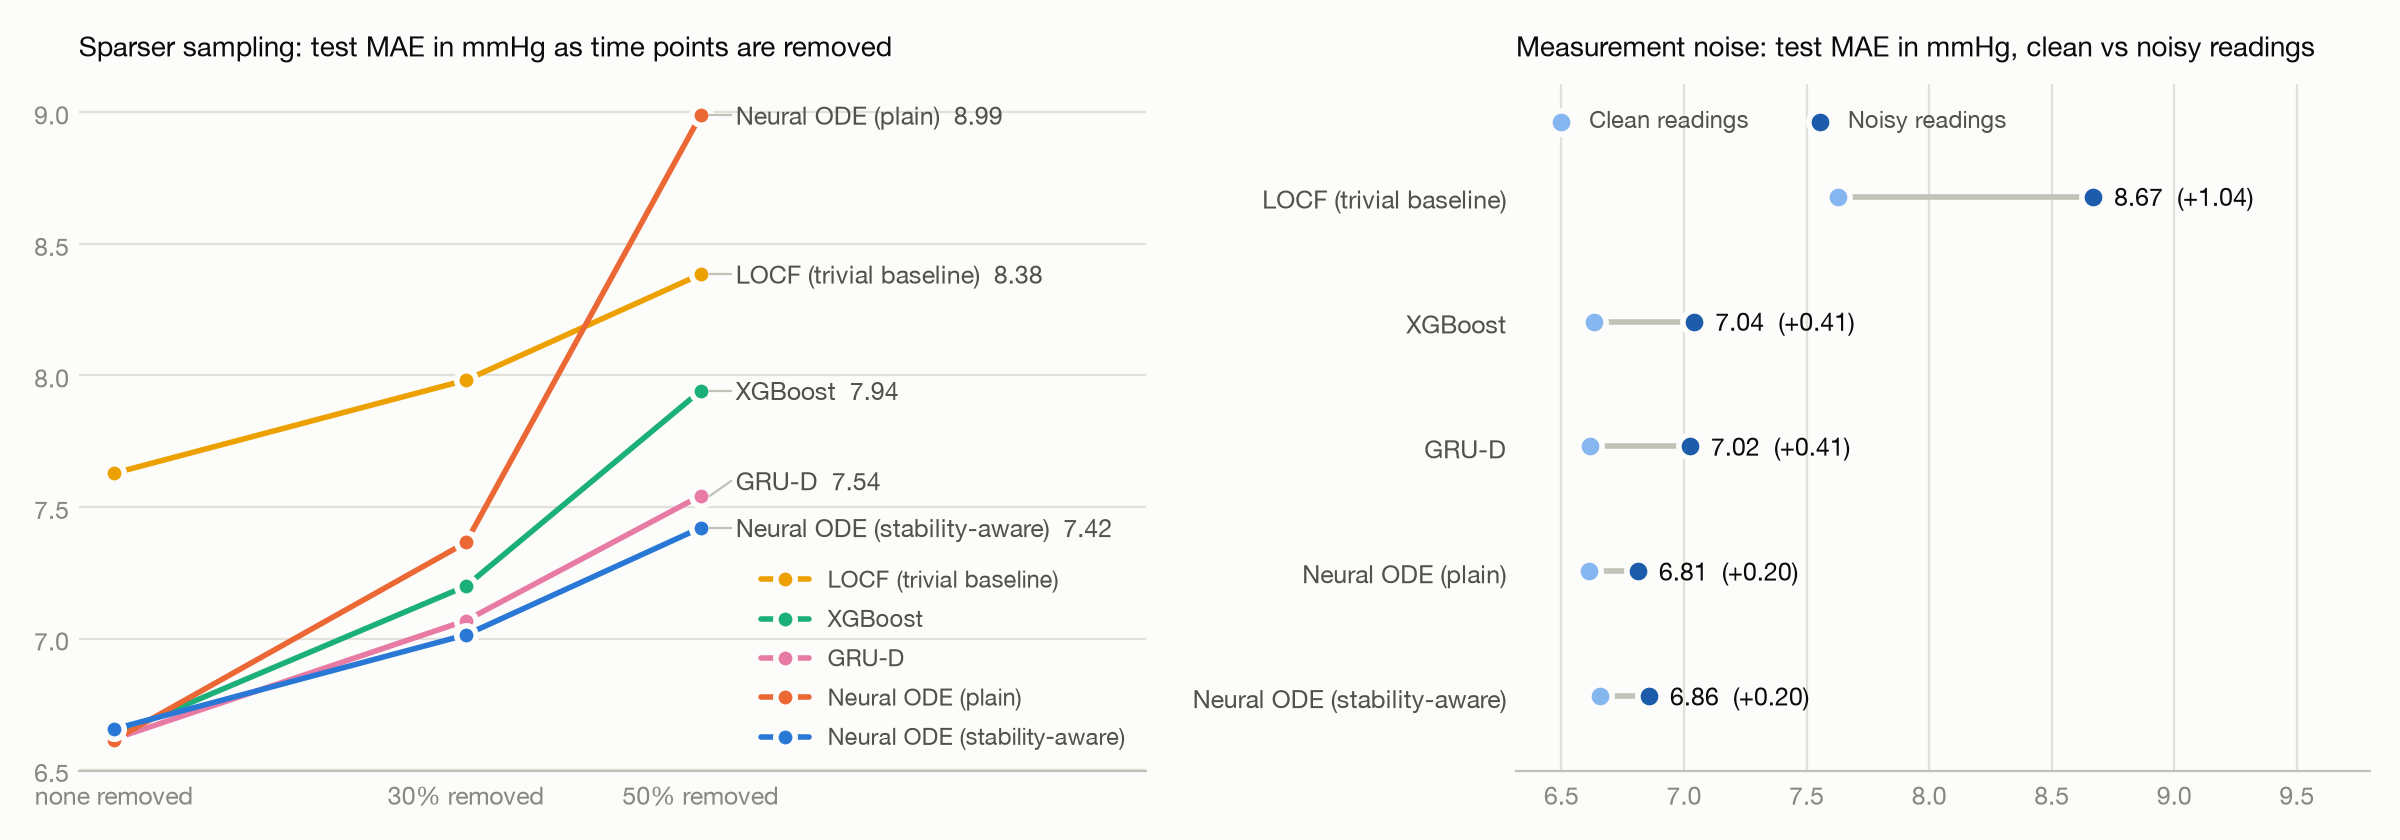 Sparser sampling: test MAE in mmHg as time points are removed
9.0
8.5
8.0
7.5
7.0
6.5
none removed
30% removed
50% removed
Neural ODE (plain) 8.99
LOCF (trivial baseline) 8.38
XGBoost 7.94
GRU-D 7.54
Neural ODE (stability-aware) 7.42
LOCF (trivial baseline)
XGBoost
GRU-D
Neural ODE (plain)
Neural ODE (stability-aware)
Measurement noise: test MAE in mmHg, clean vs noisy readings
Clean readings
Noisy readings
LOCF (trivial baseline)
8.67 (+1.04)
XGBoost
7.04 (+0.41)
GRU-D
7.02 (+0.41)
Neural ODE (plain)
6.81 (+0.20)
Neural ODE (stability-aware)
6.86 (+0.20)
6.5
7.0
7.5
8.0
8.5
9.0
9.5